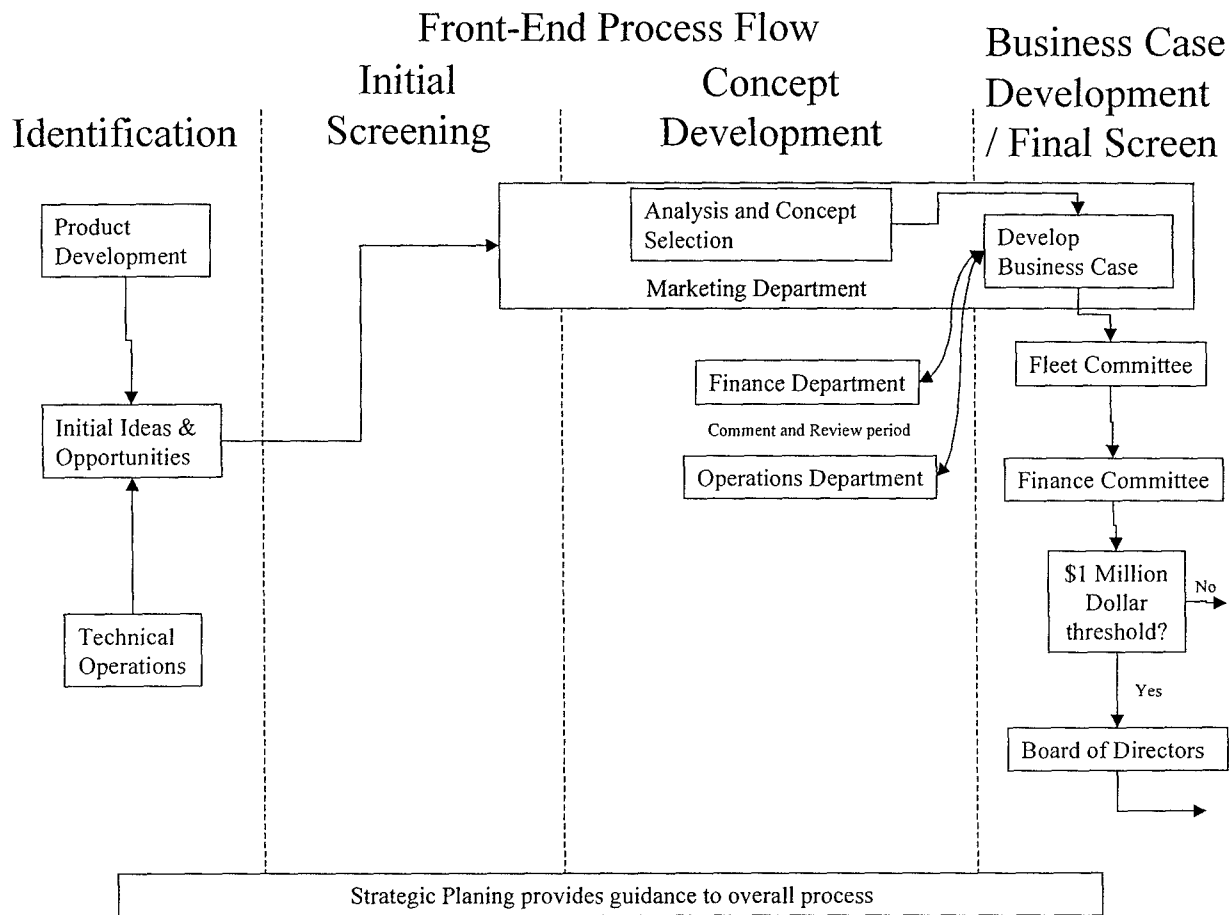 Front-End Process Flow
Identification
Initial
Screening
Concept
Development
Business Case
Development
/ Final Screen
Product
Development
Initial Ideas &
Opportunities
Technical
Operations
Analysis and Concept
Selection
Marketing Department
Develop
Business Case
Finance Department
Comment and Review period
Operations Department
Fleet Committee
Finance Committee
$1 Million
Dollar
threshold?
No
Yes
Board of Directors
Strategic Planing provides guidance to overall process